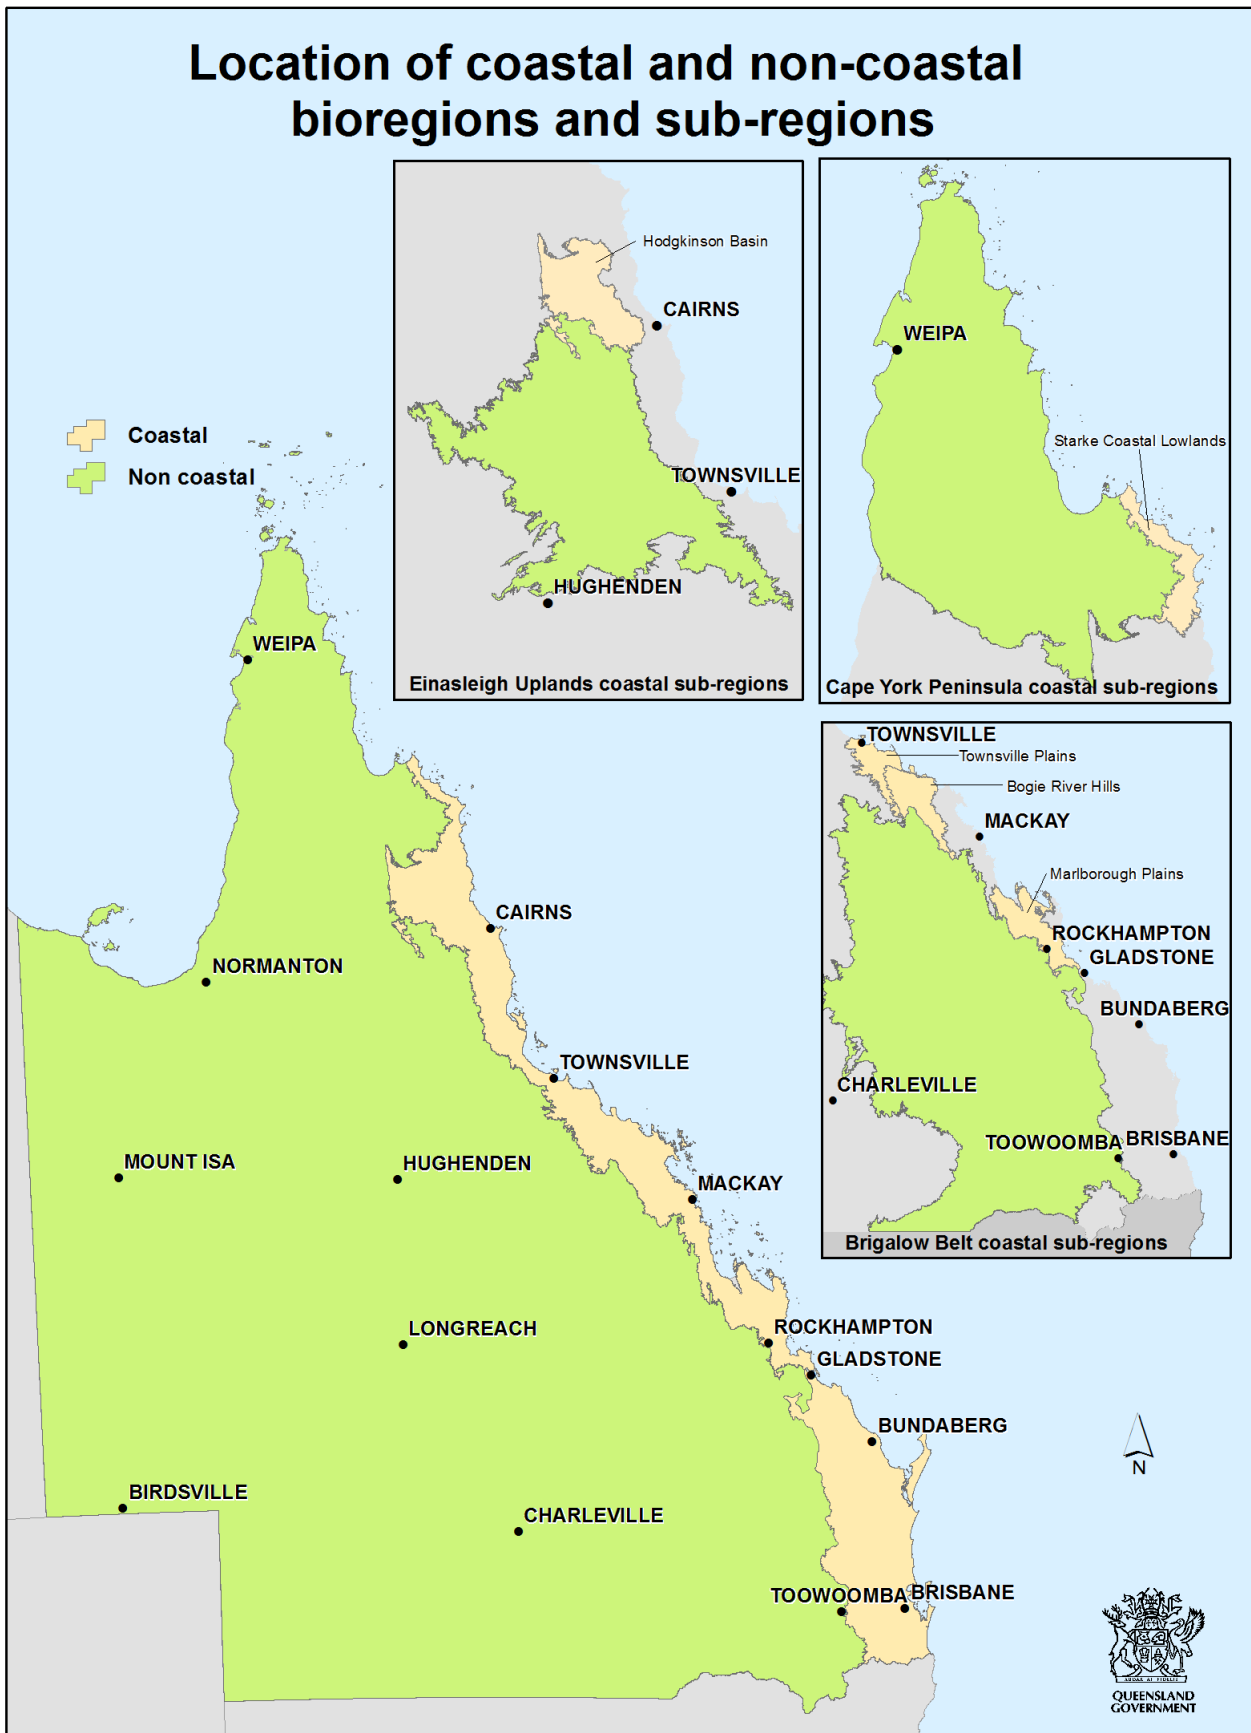 Location of coastal and non-coastal
bioregions and sub-regions
Hodgkinson Basin
CAIRNS
TOWNSVILLE
HUGHENDEN
Einasleigh Uplands coastal sub-regions
WEIPA
Starke Coastal Lowlands
Cape York Peninsula coastal sub-regions
Coastal
Non coastal
TOWNSVILLE
Townsville Plains
Bogie River Hills
MACKAY
Marlborough Plains
ROCKHAMPTON
GLADSTONE
BUNDABERG
CHARLEVILLE
TOOWOOMBA
BRISBANE
Brigalow Belt coastal sub-regions
WEIPA
CAIRNS
NORMANTON
TOWNSVILLE
MOUNT ISA
HUGHENDEN
MACKAY
LONGREACH
ROCKHAMPTON
GLADSTONE
BUNDABERG
BIRDSVILLE
CHARLEVILLE
TOOWOOMBA
BRISBANE
N
QUEENSLAND
GOVERNMENT